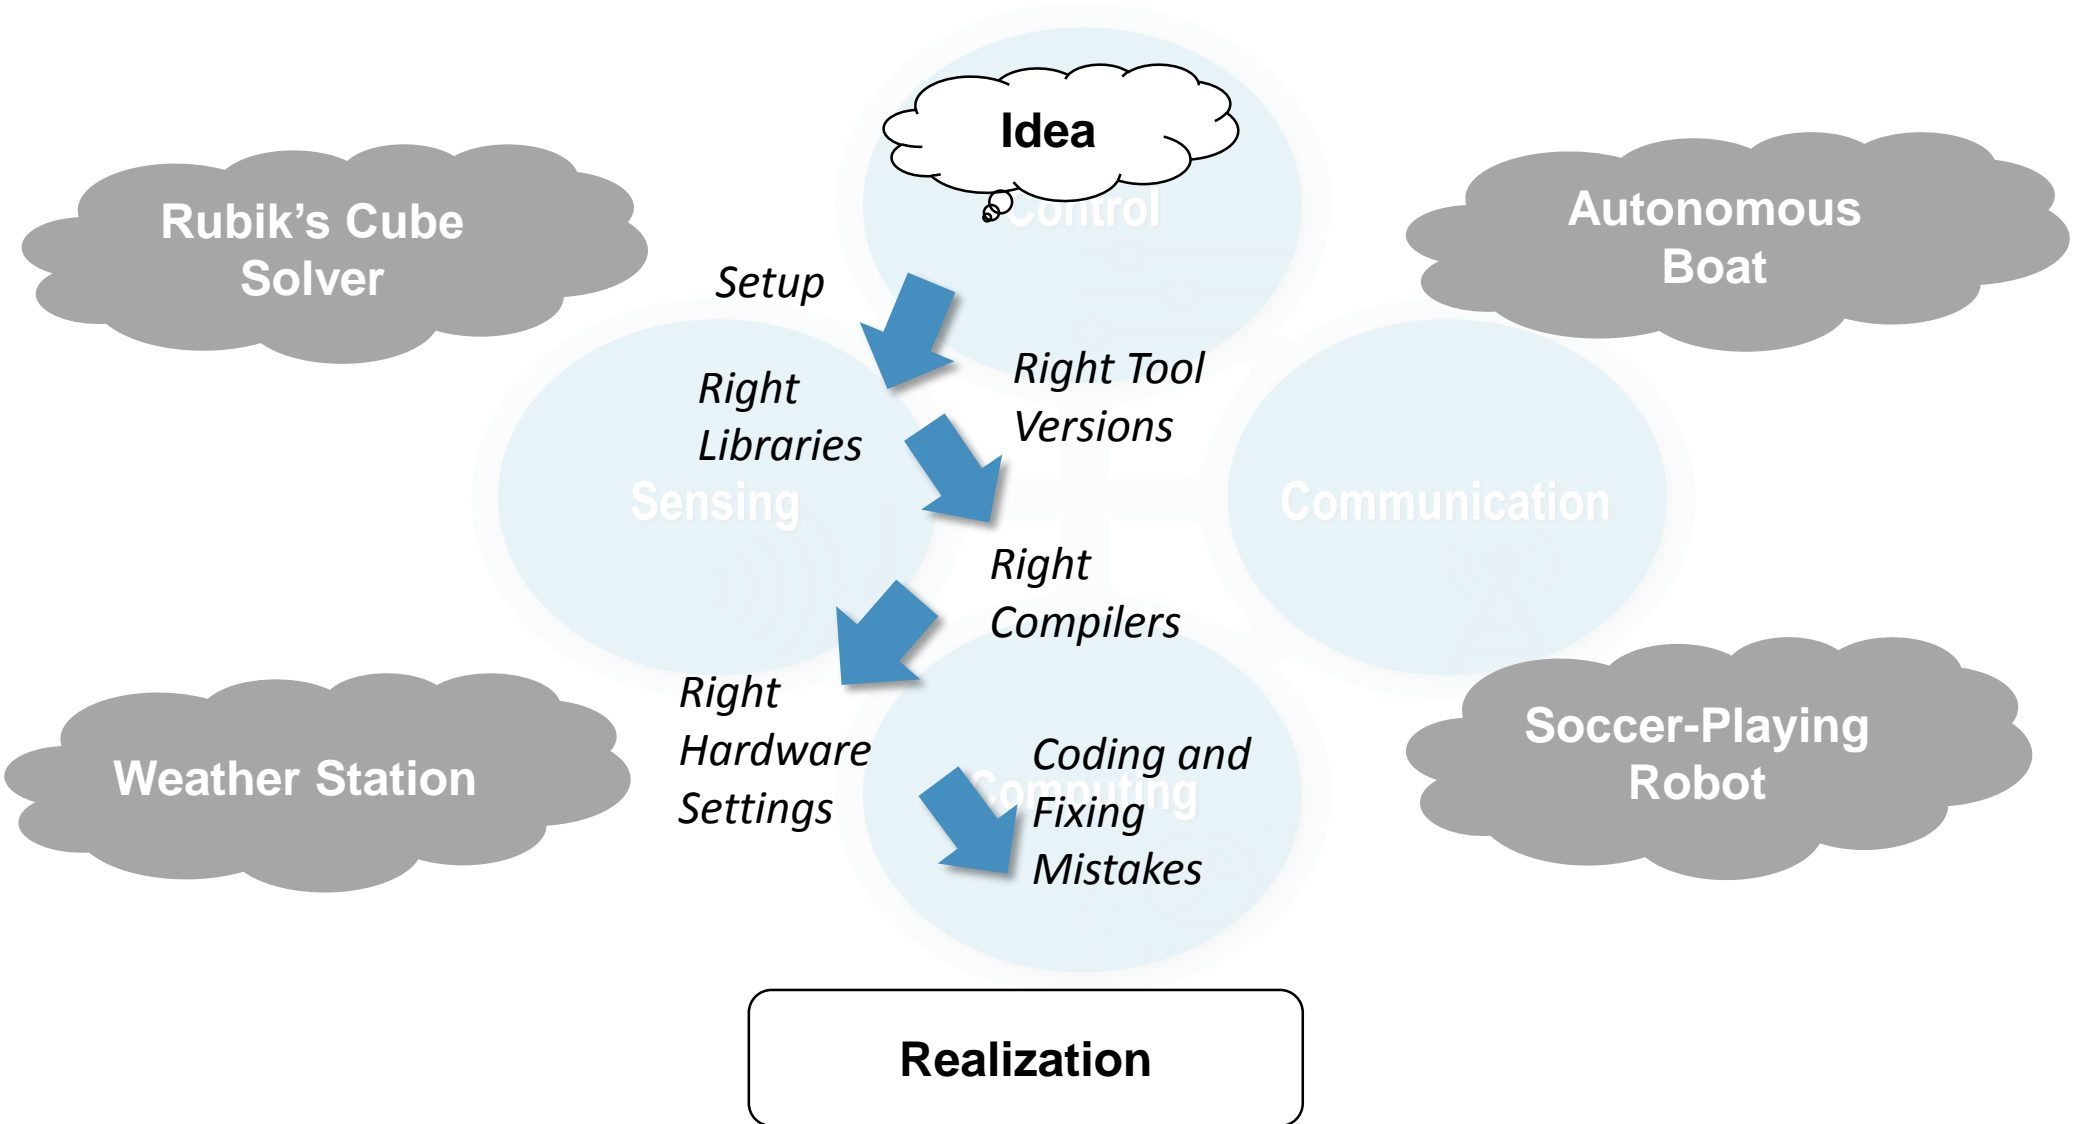 Idea
Control
Rubik's Cube
Solver
Autonomous
Boat
Setup
Right Tool
Versions
Right
Libraries
Sensing
Communication
Right
Compilers
Right
Hardware
Settings
Coding and
Fixing
Mistakes
Computing
Weather Station
Soccer-Playing
Robot
Realization